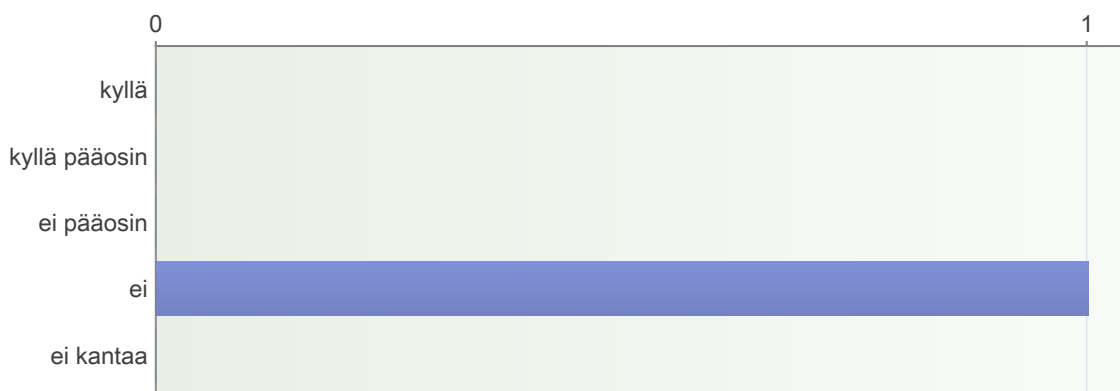 0 1
kyllä
kyllä pääosin
ei pääosin
ei
ei kantaa